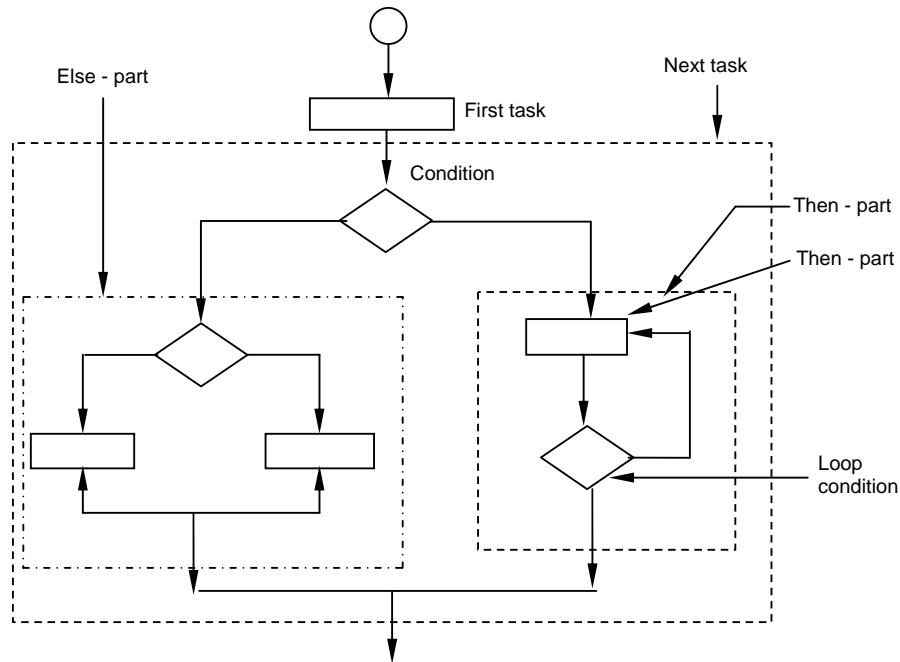 Else - part
Next task
First task
Condition
Then - part
Then - part
Loop
condition